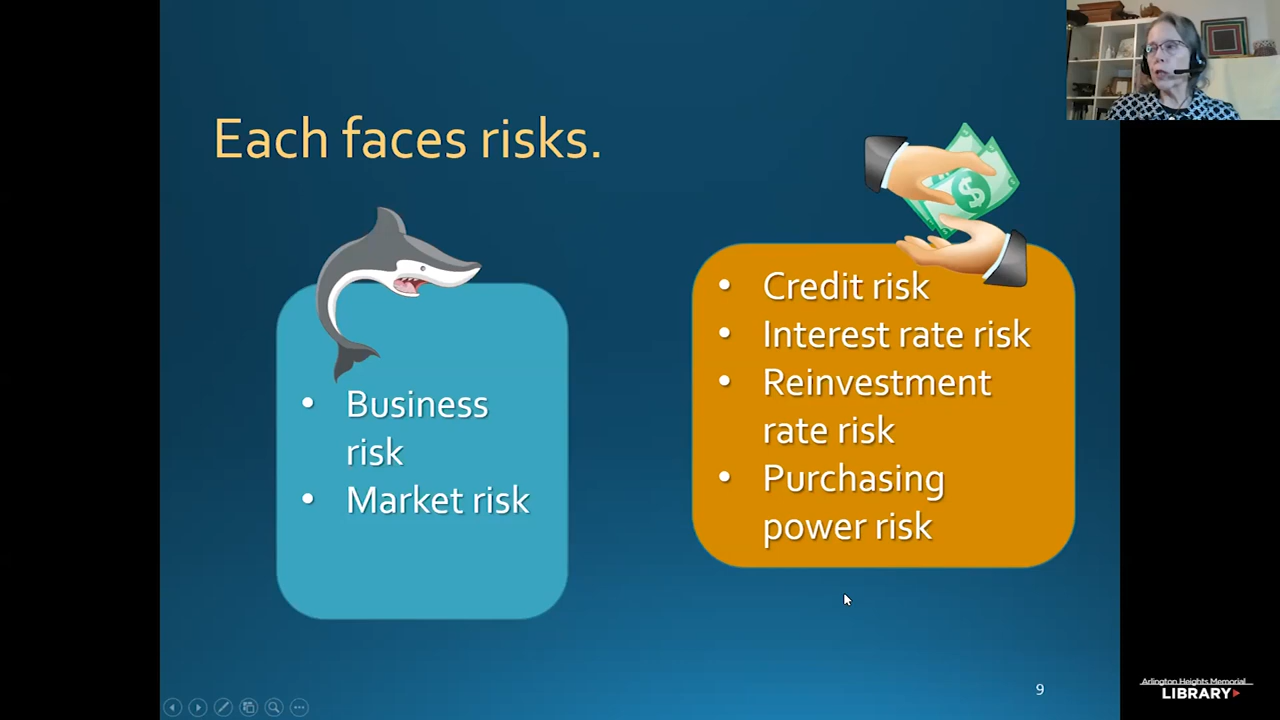 Each faces risks.
• Business
risk
• Market risk
$
• Credit risk
• Interest rate risk
• Reinvestment
rate risk
• Purchasing
power risk
9
Arlington Heights Memorial
LIBRARY